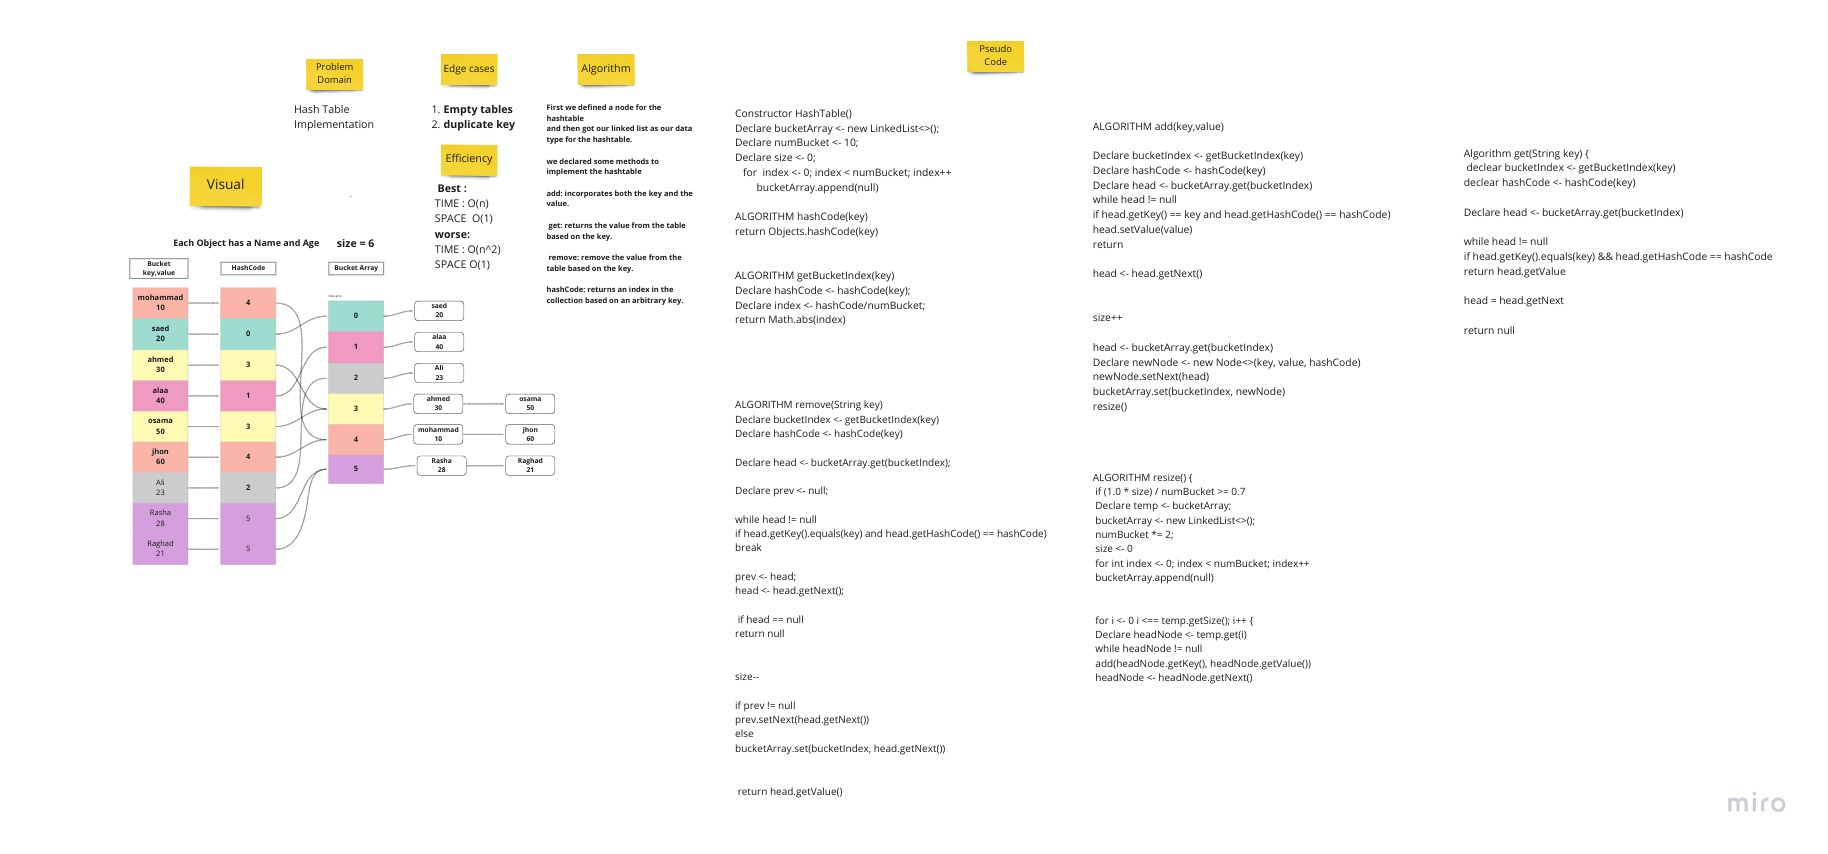 Problem
Domain
Hash Table
Implementation
Edge cases
1. Empty tables
2. duplicate key
Efficiency
Best :
TIME : O(n)
SPACE  O(1)
worse:
TIME : O(n^2)
SPACE O(1)
Algorithm
First we defined a node for the
hashtable
and then got our linked list as our data
type for the hashtable.
we declared some methods to
implement the hashtable
add: incorporates both the key and the
value.
get: returns the value from the table
based on the key.
remove: remove the value from the
table based on the key.
hashCode: returns an index in the
collection based on an arbitrary key.
Visual
Each Object has a Name and Age
size = 6
Bucket
key,value
HashCode
Bucket Array
mohammad
10
saed
20
ahmed
30
alaa
40
osama
50
jhon
60
Ali
23
Rasha
28
Raghad
21
4
0
3
1
3
4
2
5
5
0
1
2
3
4
5
saed
20
alaa
40
Ali
23
ahmed
30
osama
50
mohammad
10
jhon
60
Rasha
28
Raghad
21
Pseudo
Code
Constructor HashTable()
Declare bucketArray <- new LinkedList<>();
Declare numBucket <- 10;
Declare size <- 0;
for  index <- 0; index < numBucket; index++
bucketArray.append(null)
ALGORITHM hashCode(key)
return Objects.hashCode(key)
ALGORITHM getBucketIndex(key)
Declare hashCode <- hashCode(key);
Declare index <- hashCode/numBucket;
return Math.abs(index)
ALGORITHM remove(String key)
Declare bucketIndex <- getBucketIndex(key)
Declare hashCode <- hashCode(key)
Declare head <- bucketArray.get(bucketIndex);
Declare prev <- null;
while head != null
if head.getKey().equals(key) and head.getHashCode() == hashCode)
break
prev <- head;
head <- head.getNext();
if head == null
return null
size--
if prev != null
prev.setNext(head.getNext())
else
bucketArray.set(bucketIndex, head.getNext())
return head.getValue()
ALGORITHM add(key,value)
Declare bucketIndex <- getBucketIndex(key)
Declare hashCode <- hashCode(key)
Declare head <- bucketArray.get(bucketIndex)
while head != null
if head.getKey() == key and head.getHashCode() == hashCode)
head.setValue(value)
return
head <- head.getNext()
size++
head <- bucketArray.get(bucketIndex)
Declare newNode <- new Node<>(key, value, hashCode)
newNode.setNext(head)
bucketArray.set(bucketIndex, newNode)
resize()
ALGORITHM resize() {
if (1.0 * size) / numBucket >= 0.7
Declare temp <- bucketArray;
bucketArray <- new LinkedList<>();
numBucket *= 2;
size <- 0
for int index <- 0; index < numBucket; index++
bucketArray.append(null)
for i <- 0 i <== temp.getSize(); i++ {
Declare headNode <- temp.get(i)
while headNode != null
add(headNode.getKey(), headNode.getValue())
headNode <- headNode.getNext()
Algorithm get(String key) {
declear bucketIndex <- getBucketIndex(key)
declear hashCode <- hashCode(key)
Declare head <- bucketArray.get(bucketIndex)
while head != null
if head.getKey().equals(key) && head.getHashCode == hashCode
return head.getValue
head = head.getNext
return null
miro